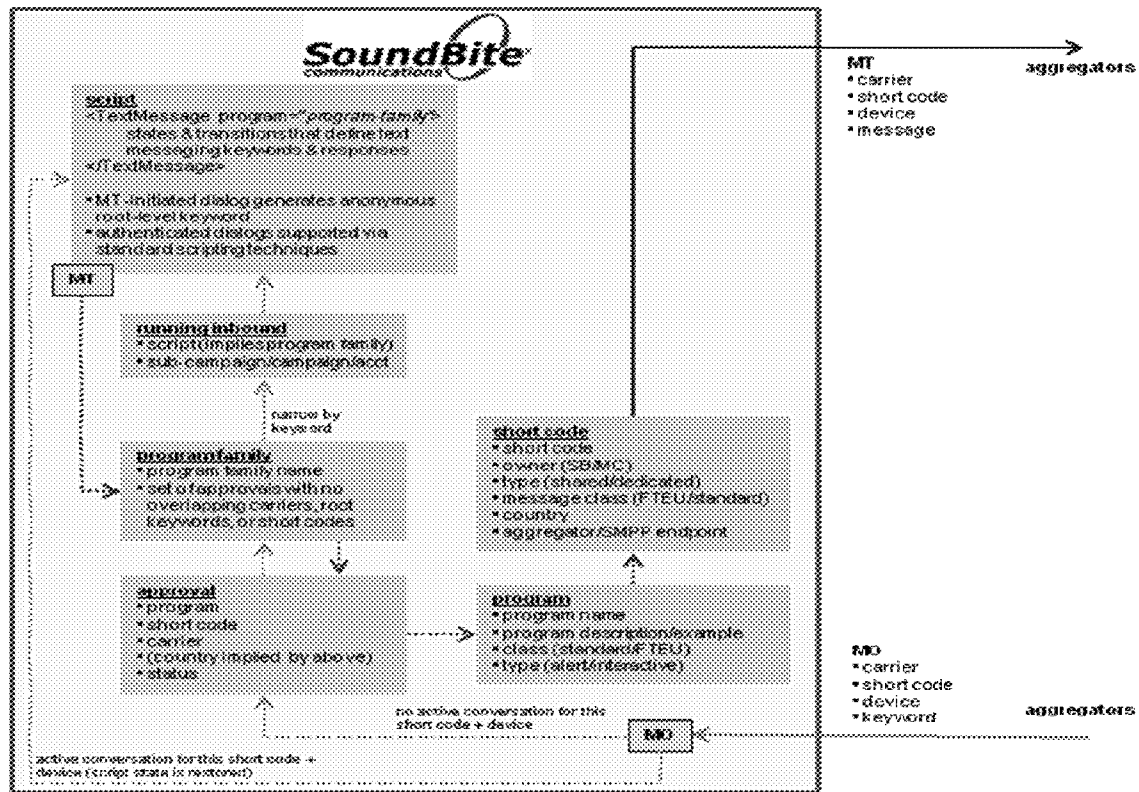 SoundBite
communications
script
<TextMessage program="program-family">
states & transitions that define text
messaging keywords & responses
</TextMessage>
▪ MT-initiated dialog generates anonymous
root-level keyword
▪ authenticated dialogs supported via
standard scripting techniques
MT
running inbound
▪ script (implies program family)
▪ sub-campaign/campaign/acct
narrow by
keyword
program family
▪ program family name
▪ set of approvals with no
overlapping carriers, root
keywords, or short codes
approval
▪ program
▪ short code
▪ carrier
▪ (country implied by above)
▪ status
short code
▪ short code
▪ owner (SB/MC)
▪ type (shared/dedicated)
▪ message class (FTEU/standard)
▪ country
▪ aggregator/SMPP endpoint
program
▪ program name
▪ program description/example
▪ class (standard/FTEU)
▪ type (alert/interactive)
MT
▪ carrier
▪ short code
▪ device
▪ message
aggregators
MO
▪ carrier
▪ short code
▪ device
▪ keyword
aggregators
no active conversation for this
short code + device
MO
active conversation for this short code +
device (script state is restored)